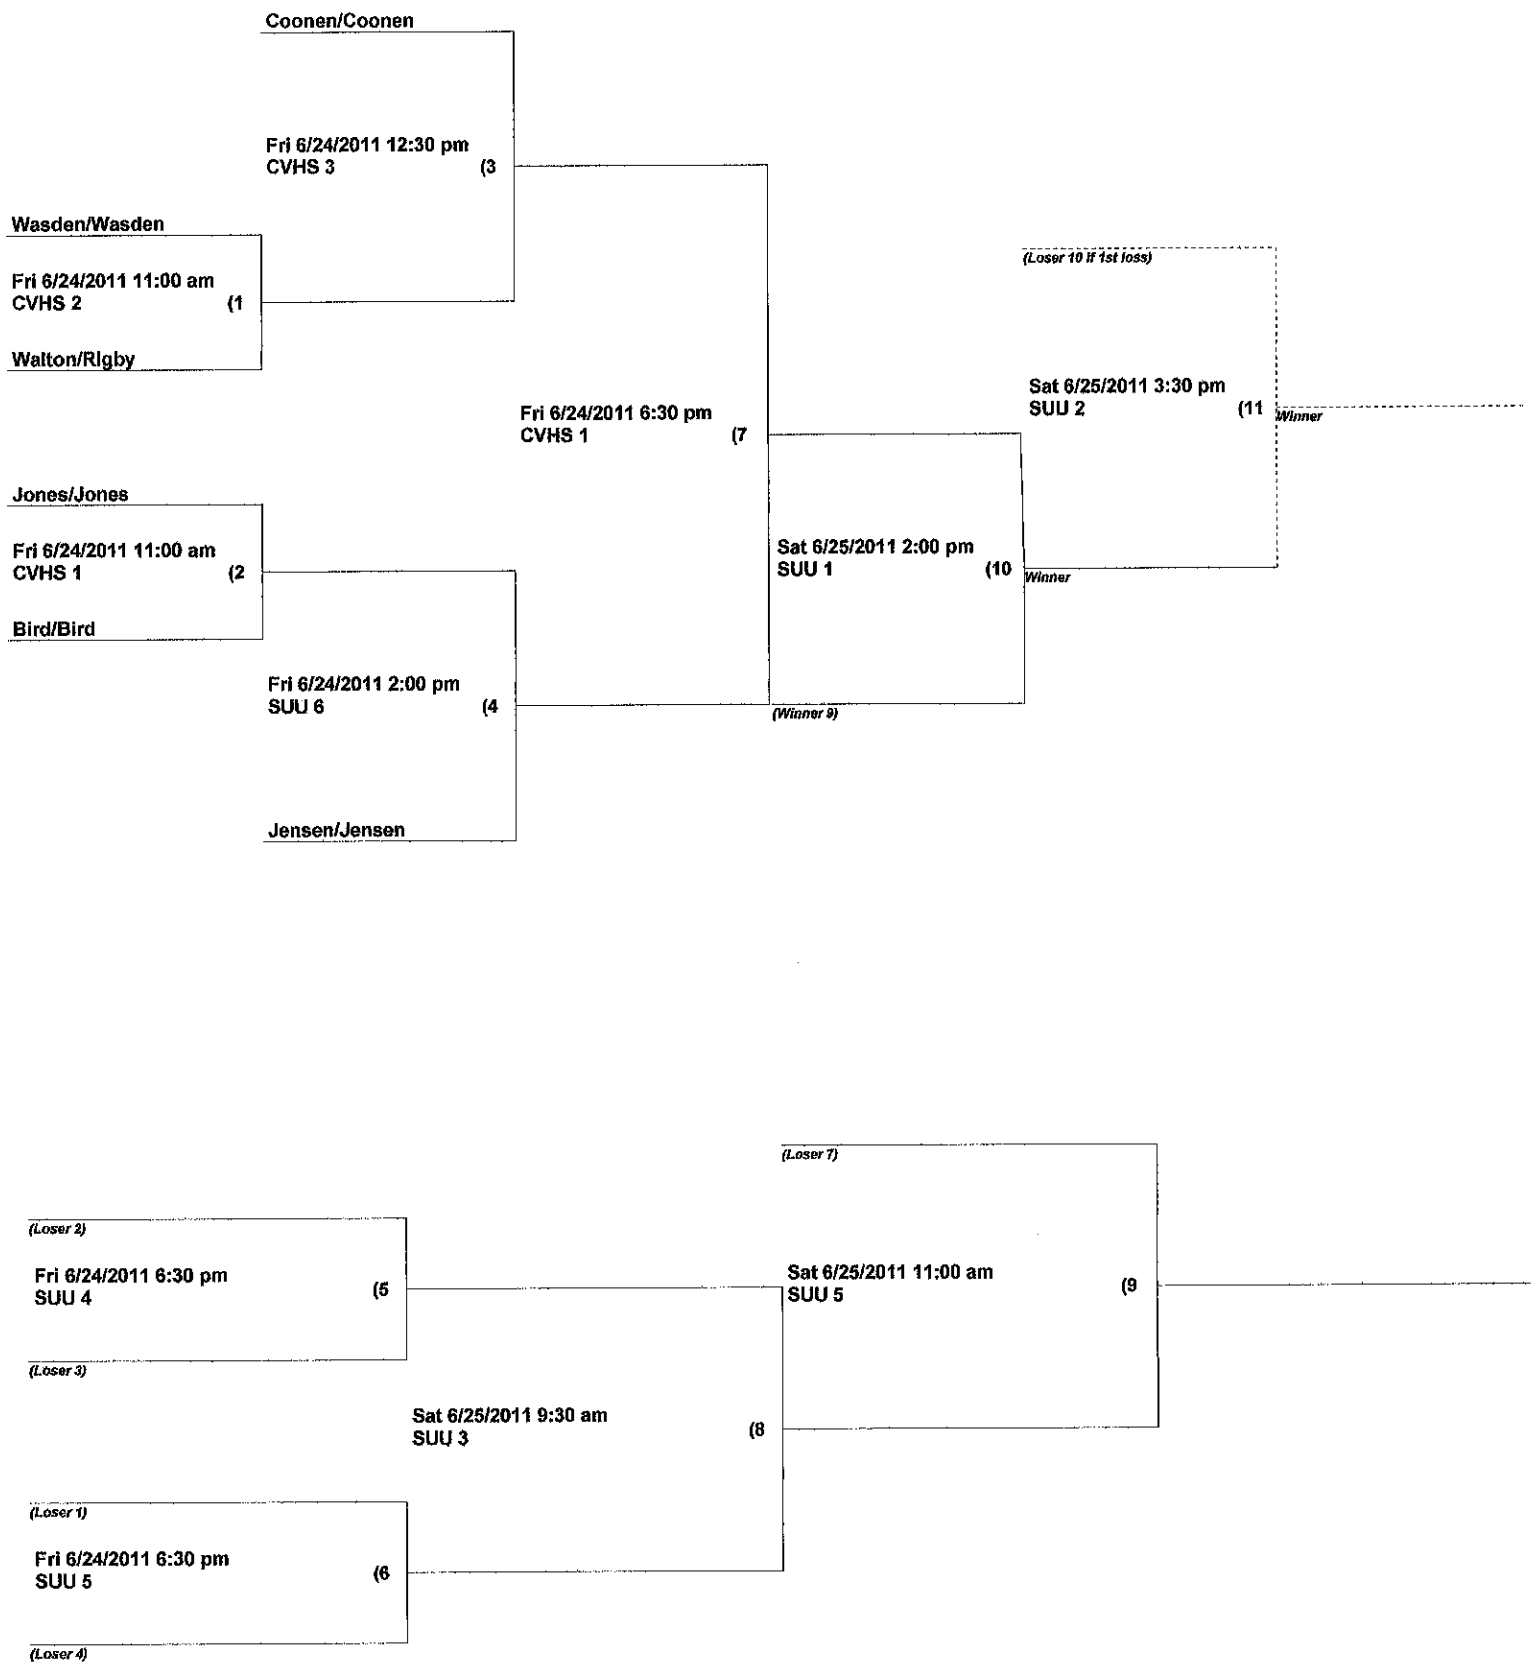 Coonen/Coonen
Fri 6/24/2011 12:30 pm
CVHS 3 (3
Wasden/Wasden
Fri 6/24/2011 11:00 am
CVHS 2 (1
Walton/Rigby
(Loser 10 if 1st loss)
Sat 6/25/2011 3:30 pm
SUU 2 (11
Winner
Fri 6/24/2011 6:30 pm
CVHS 1 (7
Jones/Jones
Fri 6/24/2011 11:00 am
CVHS 1 (2
Bird/Bird
Sat 6/25/2011 2:00 pm
SUU 1 (10
Winner
Fri 6/24/2011 2:00 pm
SUU 6 (4
(Winner 9)
Jensen/Jensen
(Loser 7)
(Loser 2)
Fri 6/24/2011 6:30 pm
SUU 4 (5
(Loser 3)
Sat 6/25/2011 11:00 am
SUU 5 (9
Sat 6/25/2011 9:30 am
SUU 3 (8
(Loser 1)
Fri 6/24/2011 6:30 pm
SUU 5 (6
(Loser 4)